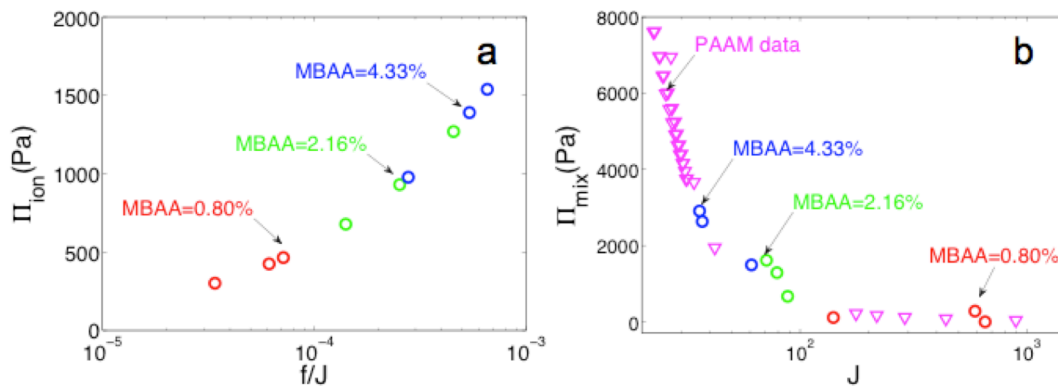 2000
1500
1000
500
0
Π_ion(Pa)
a
MBAA=4.33%
MBAA=2.16%
MBAA=0.80%
10^-5
10^-4
10^-3
f/J
8000
6000
4000
2000
0
Π_mix(Pa)
b
PAAM data
MBAA=4.33%
MBAA=2.16%
MBAA=0.80%
10^2
10^3
J